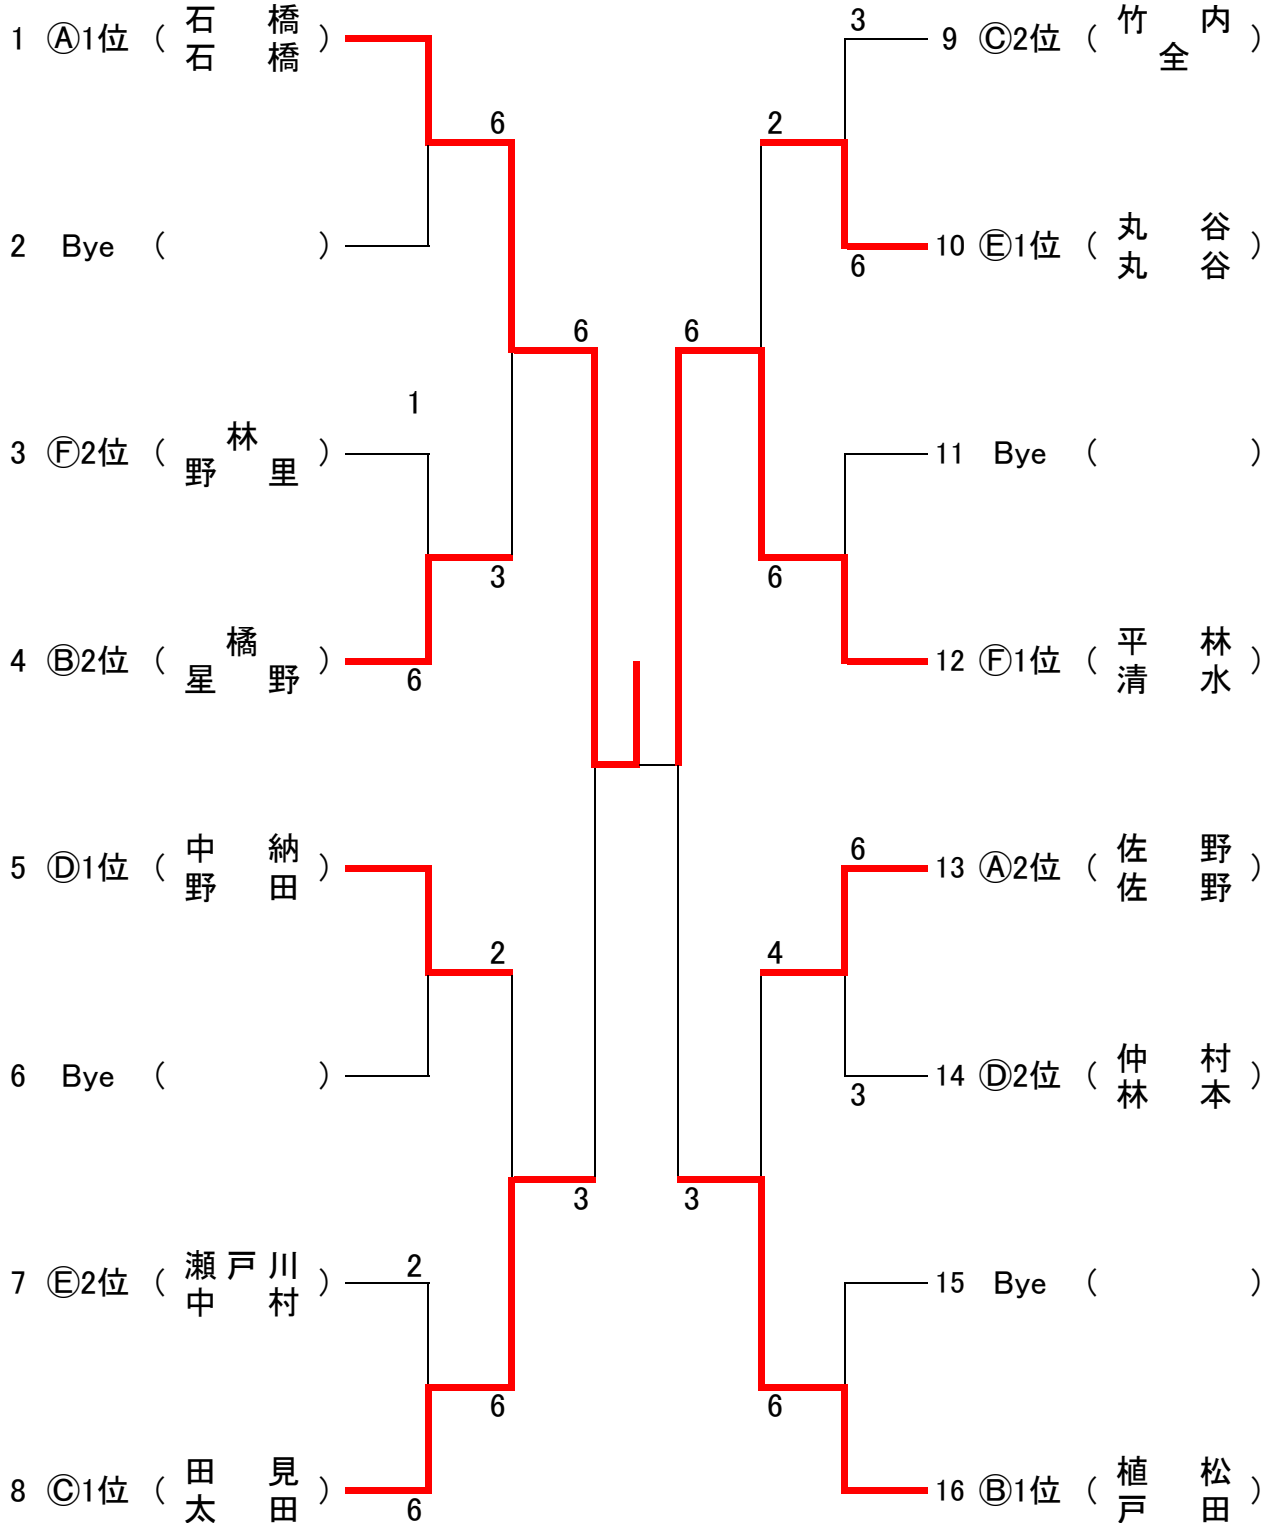 1 Ⓐ1位 ( 石橋 石橋 )
6
2 Bye ( )
6
1
3 Ⓕ2位 ( 林 野里 )
3
4 Ⓑ2位 ( 橘 星野 )
6
5 Ⓓ1位 ( 中納 野田 )
2
6 Bye ( )
3
7 Ⓔ2位 ( 瀬戸川 中村 )
2
6
8 Ⓒ1位 ( 田見 太田 )
6
3
9 Ⓒ2位 ( 竹内 全 )
2
10 Ⓔ1位 ( 丸谷 丸谷 )
6
6
11 Bye ( )
6
12 Ⓕ1位 ( 平林 清水 )
6
13 Ⓐ2位 ( 佐野 佐野 )
4
14 Ⓓ2位 ( 仲村 林本 )
3
3
15 Bye ( )
6
16 Ⓑ1位 ( 植松 戸田 )